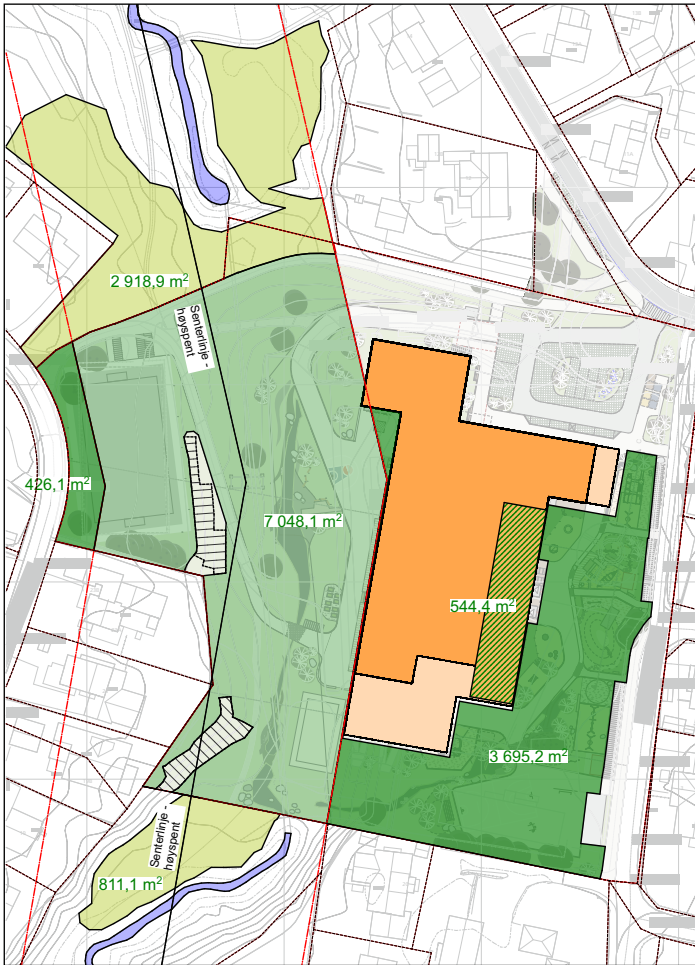 2 918,9 m²
Senterlinje -
høyspent
426,1 m²
7 048,1 m²
544,4 m²
3 695,2 m²
Senterlinje -
høyspent
811,1 m²